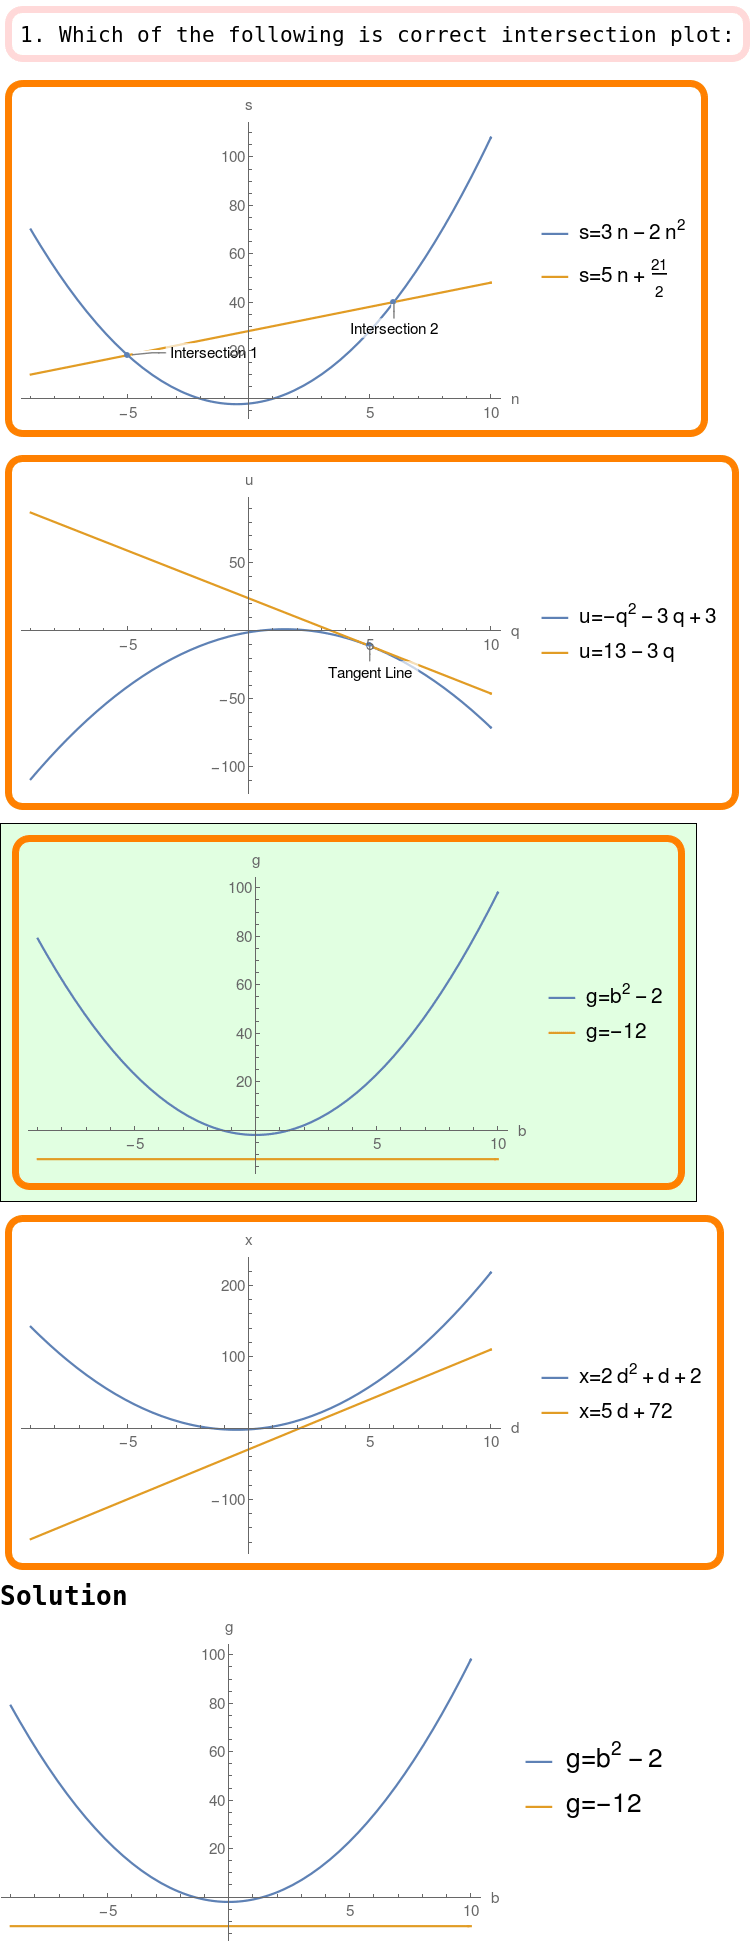 1. Which of the following is correct intersection plot:
s
100
80
60
40
20
−5 5 10 n
Intersection 1
Intersection 2
s=3 n − 2 n²
s=5 n + 21/2
u
50
−5 5 10 q
−50
−100
Tangent Line
u=−q² − 3 q + 3
u=13 − 3 q
g
100
80
60
40
20
−5 5 10 b
g=b² − 2
g=−12
x
200
100
−5 5 10 d
−100
x=2 d² + d + 2
x=5 d + 72
Solution
g
100
80
60
40
20
−5 5 10 b
g=b² − 2
g=−12